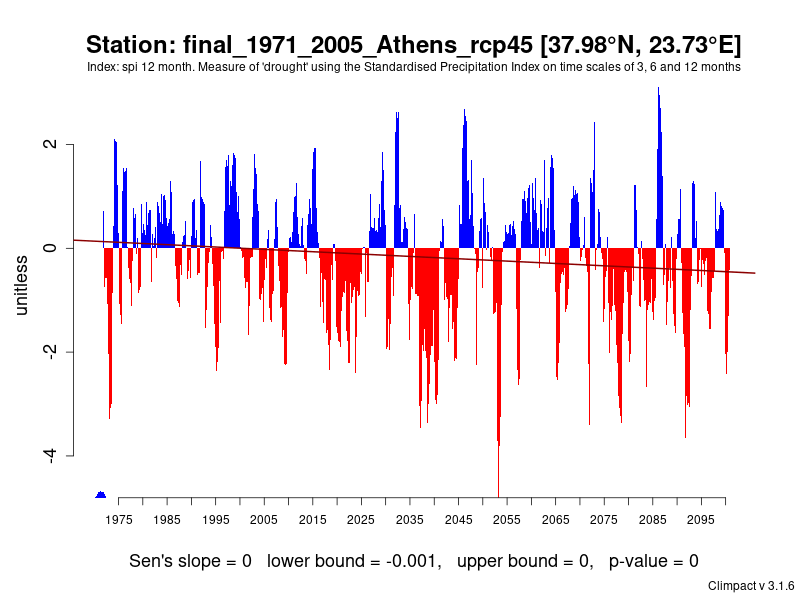 Station: final_1971_2005_Athens_rcp45 [37.98°N, 23.73°E]
Index: spi 12 month. Measure of 'drought' using the Standardised Precipitation Index on time scales of 3, 6 and 12 months
unitless
2
0
-2
-4
1975 1985 1995 2005 2015 2025 2035 2045 2055 2065 2075 2085 2095
Sen's slope = 0 lower bound = -0.001, upper bound = 0, p-value = 0
Climpact v 3.1.6